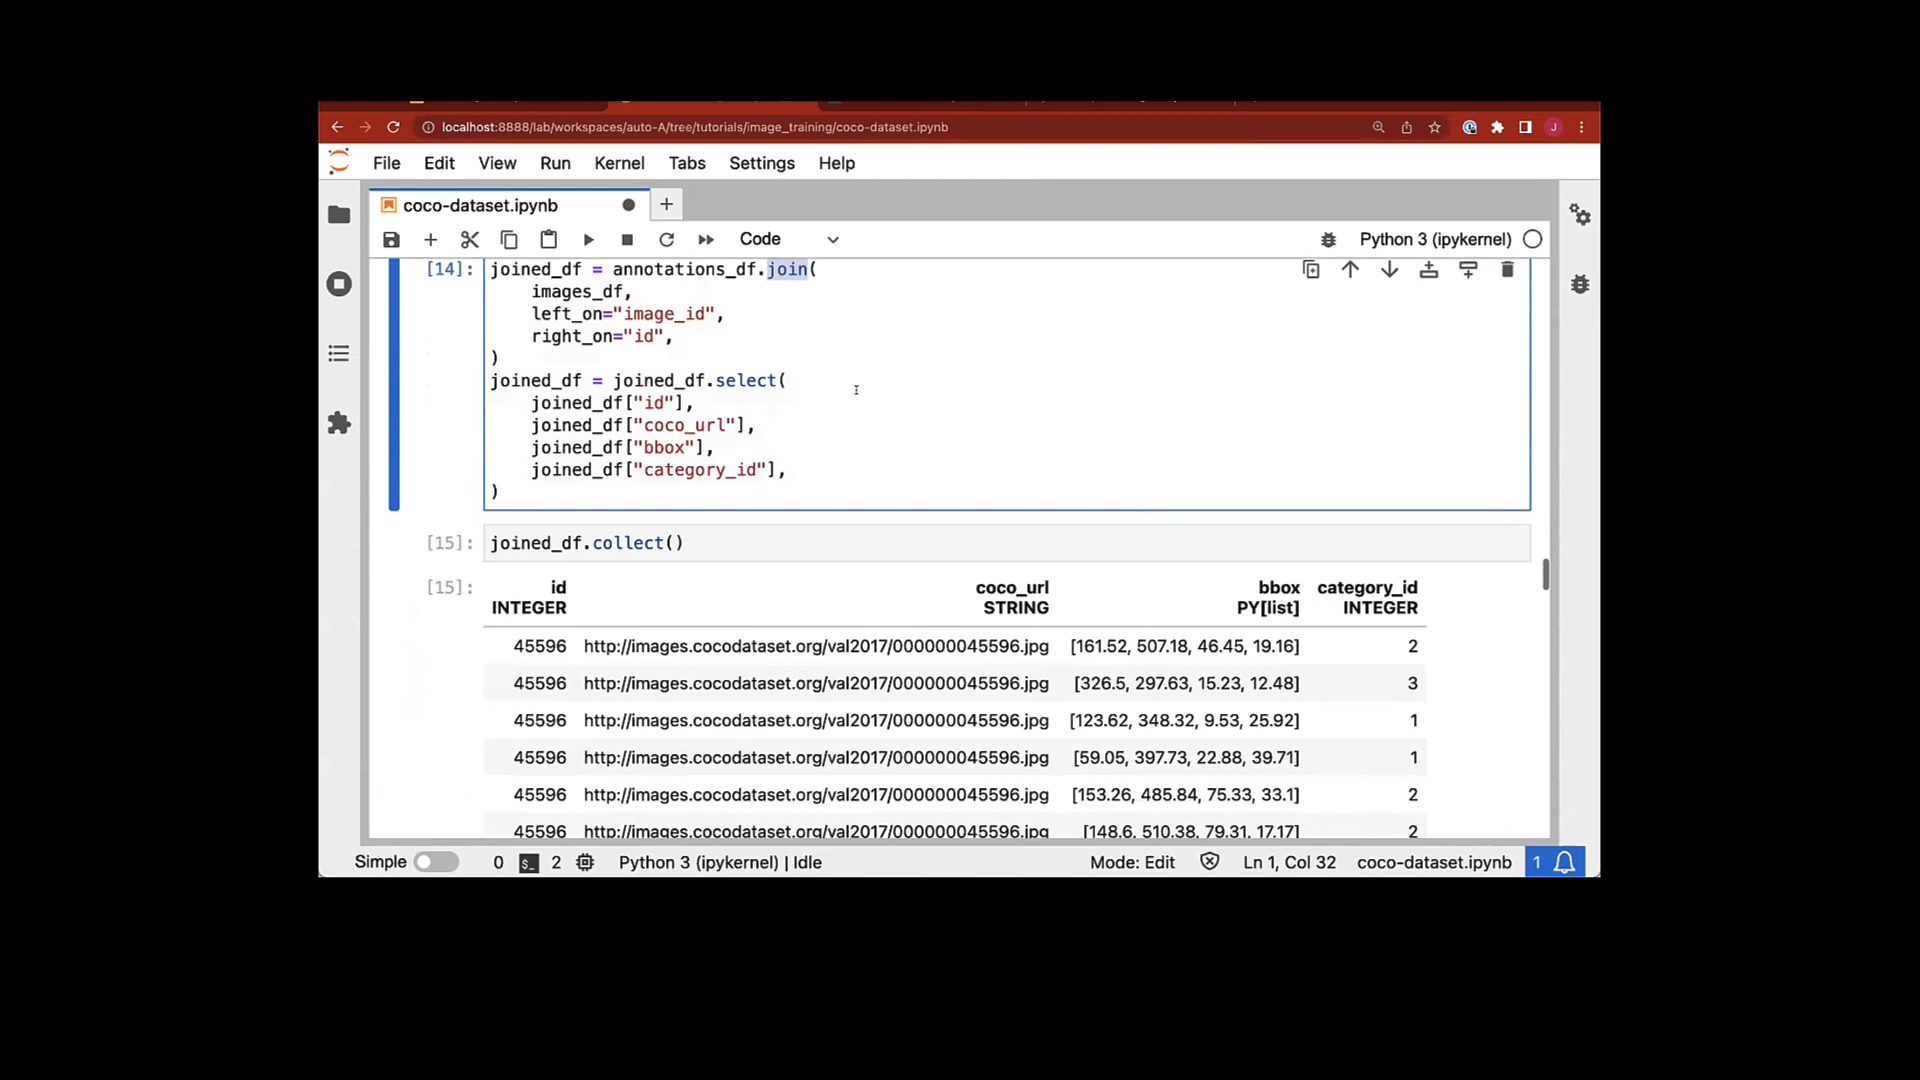 localhost:8888/lab/workspaces/auto-A/tree/tutorials/image_training/coco-dataset.ipynb
J
File Edit View Run Kernel Tabs Settings Help
coco-dataset.ipynb
Code
Python 3 (ipykernel)
[14]: joined_df = annotations_df.join(
images_df,
left_on="image_id",
right_on="id",
)
joined_df = joined_df.select(
joined_df["id"],
joined_df["coco_url"],
joined_df["bbox"],
joined_df["category_id"],
)
[15]: joined_df.collect()
[15]: id coco_url bbox category_id
INTEGER STRING PY[list] INTEGER
45596 http://images.cocodataset.org/val2017/000000045596.jpg [161.52, 507.18, 46.45, 19.16] 2
45596 http://images.cocodataset.org/val2017/000000045596.jpg [326.5, 297.63, 15.23, 12.48] 3
45596 http://images.cocodataset.org/val2017/000000045596.jpg [123.62, 348.32, 9.53, 25.92] 1
45596 http://images.cocodataset.org/val2017/000000045596.jpg [59.05, 397.73, 22.88, 39.71] 1
45596 http://images.cocodataset.org/val2017/000000045596.jpg [153.26, 485.84, 75.33, 33.1] 2
45596 http://images.cocodataset.org/val2017/000000045596.jpg [148.6, 510.38, 79.31, 17.17] 2
Simple 0 $_ 2 Python 3 (ipykernel) | Idle Mode: Edit Ln 1, Col 32 coco-dataset.ipynb 1